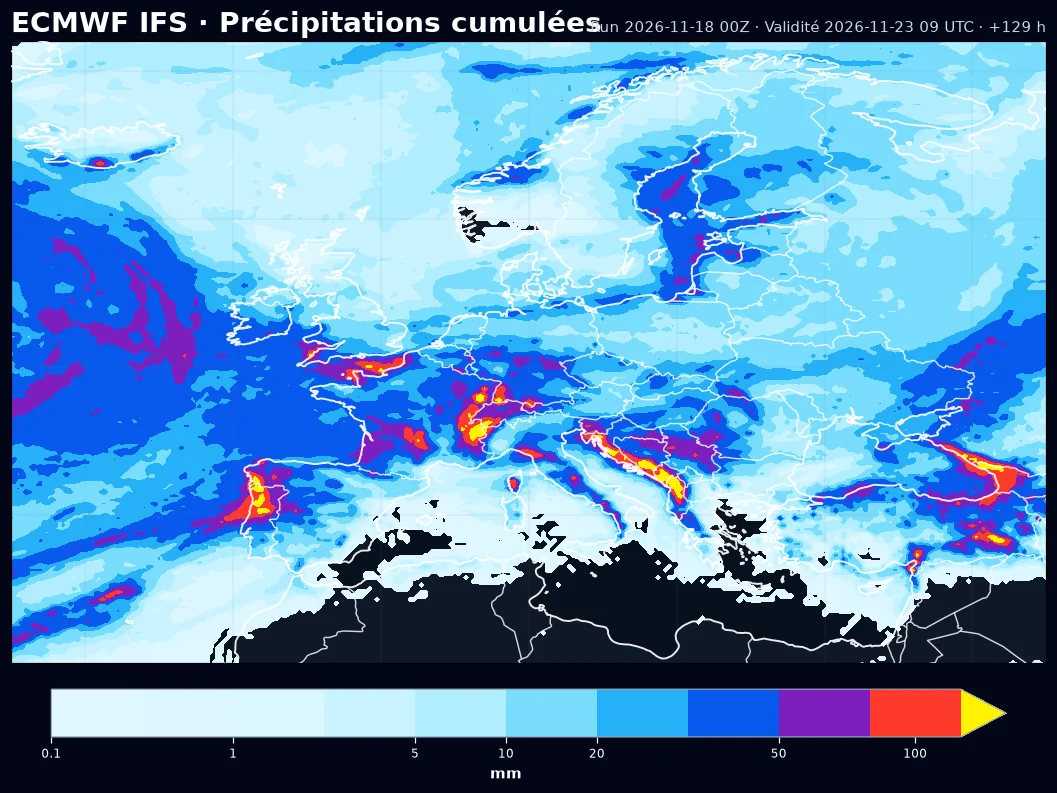 ECMWF IFS · Précipitations cumulées
Run 2026-11-18 00Z · Validité 2026-11-23 09 UTC · +129 h
0.1 1 5 10 20 50 100
mm